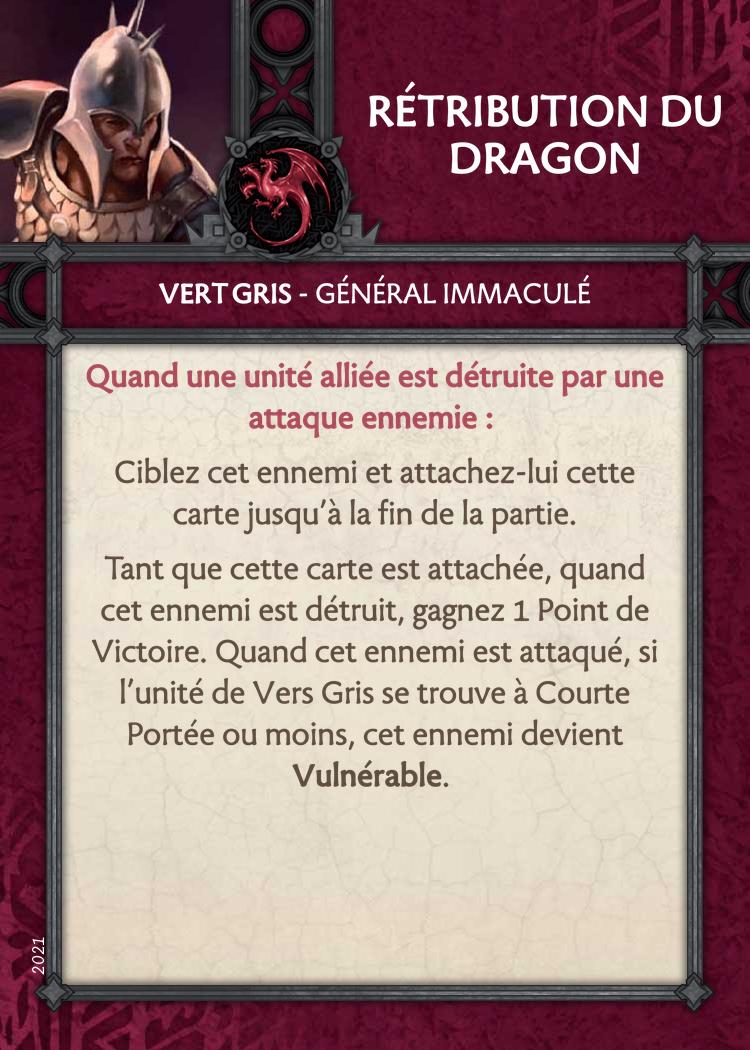 RÉTRIBUTION DU
DRAGON
VERT GRIS - GÉNÉRAL IMMACULÉ
Quand une unité alliée est détruite par une
attaque ennemie :
Ciblez cet ennemi et attachez-lui cette
carte jusqu'à la fin de la partie.
Tant que cette carte est attachée, quand
cet ennemi est détruit, gagnez 1 Point de
Victoire. Quand cet ennemi est attaqué, si
l'unité de Vers Gris se trouve à Courte
Portée ou moins, cet ennemi devient
Vulnérable.
2021